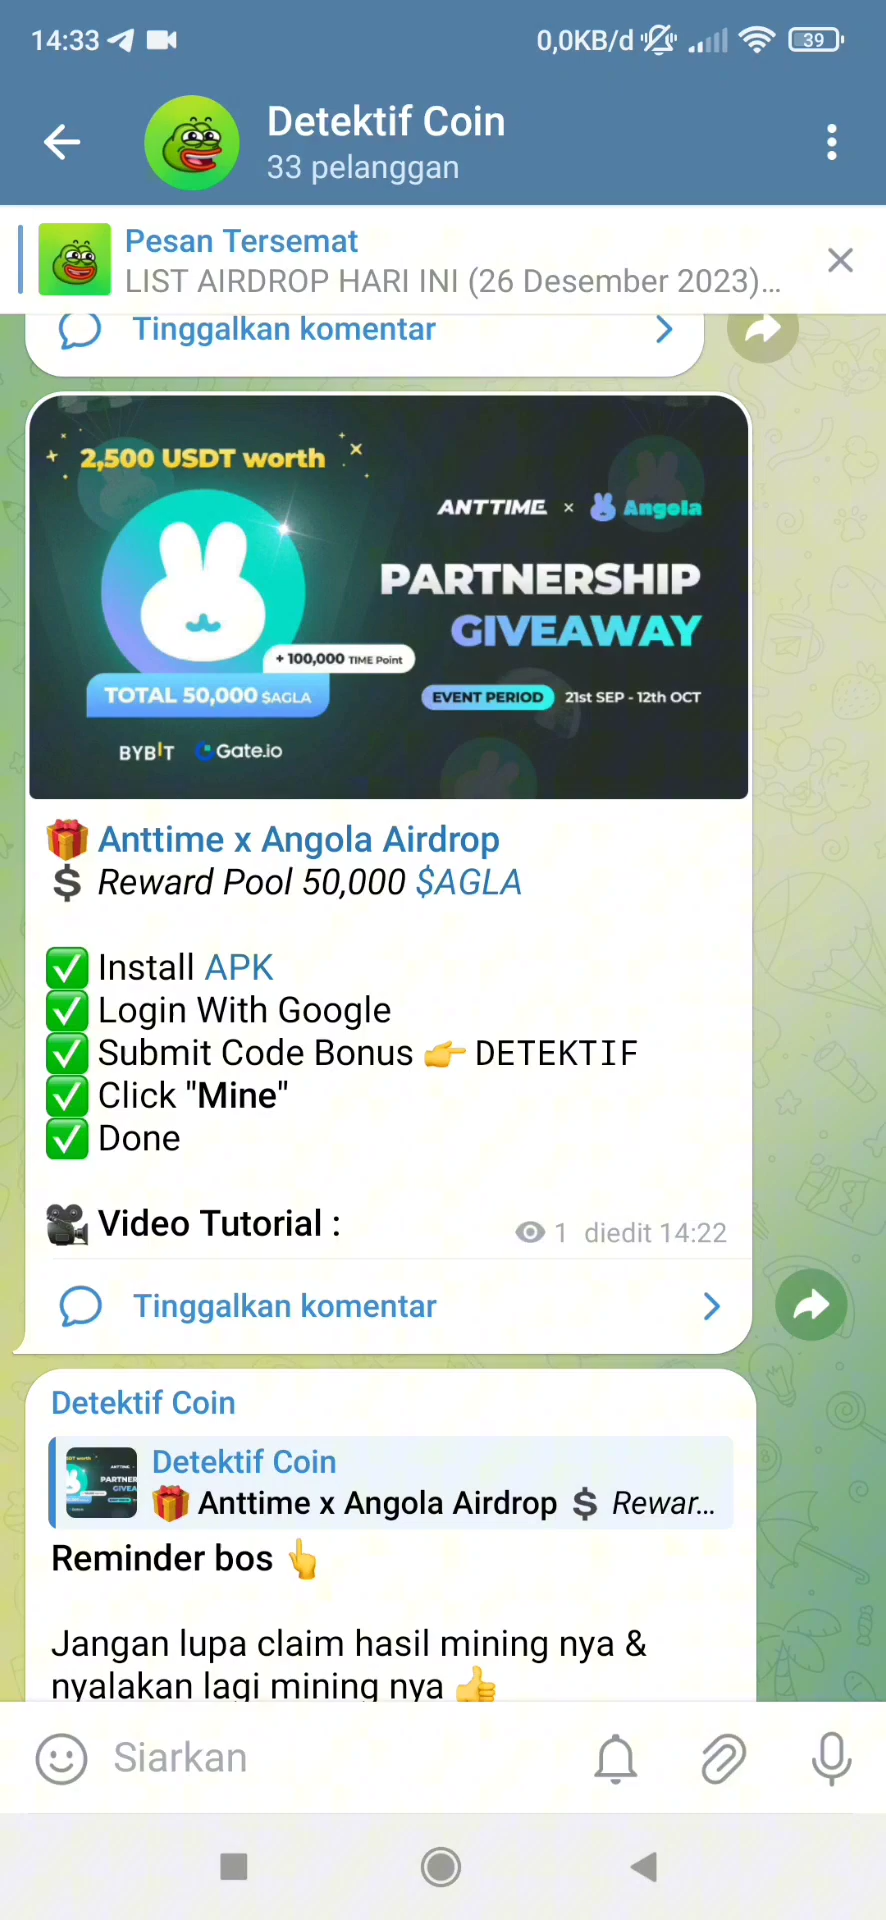 14:33
0,0KB/d
39
Detektif Coin
33 pelanggan
Pesan Tersemat
LIST AIRDROP HARI INI (26 Desember 2023)...
Tinggalkan komentar
2,500 USDT worth
ANTTIME × Angola
PARTNERSHIP
GIVEAWAY
+ 100,000 TIME Point
TOTAL 50,000 $AGLA
EVENT PERIOD 21st SEP - 12th OCT
BYBIT Gate.io
🎁 Anttime x Angola Airdrop
💲 Reward Pool 50,000 $AGLA
✅ Install APK
✅ Login With Google
✅ Submit Code Bonus 👉 DETEKTIF
✅ Click "Mine"
✅ Done
🎥 Video Tutorial :
1 diedit 14:22
Tinggalkan komentar
Detektif Coin
Detektif Coin
🎁 Anttime x Angola Airdrop 💲 Rewar...
Reminder bos 👆
Jangan lupa claim hasil mining nya &
nyalakan lagi mining nya 👍
Siarkan